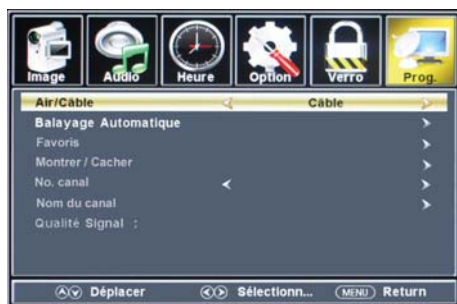 Image Audio Heure Option Verro Prog.
Air/Câble Câble
Balayage Automatique
Favoris
Montrer / Cacher
No. canal
Nom du canal
Qualité Signal :
Déplacer Sélectionn... MENU Return